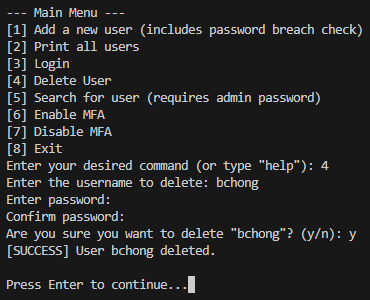 --- Main Menu ---
[1] Add a new user (includes password breach check)
[2] Print all users
[3] Login
[4] Delete User
[5] Search for user (requires admin password)
[6] Enable MFA
[7] Disable MFA
[8] Exit
Enter your desired command (or type "help"): 4
Enter the username to delete: bchong
Enter password:
Confirm password:
Are you sure you want to delete "bchong"? (y/n): y
[SUCCESS] User bchong deleted.
Press Enter to continue...